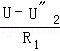 U - U″₂
R₁